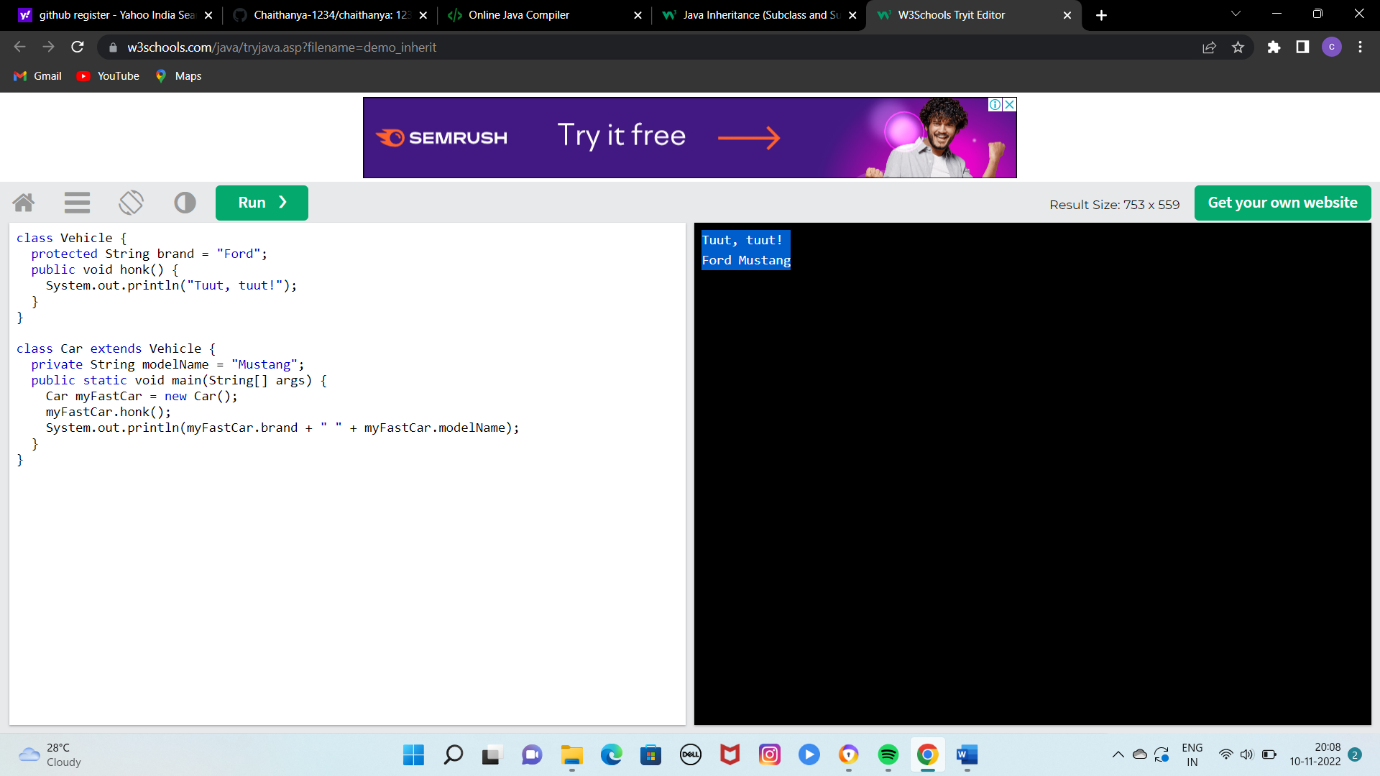 github register - Yahoo India Sea
Chaithanya-1234/chaithanya: 123
Online Java Compiler
Java Inheritance (Subclass and Su
W3Schools Tryit Editor
w3schools.com/java/tryjava.asp?filename=demo_inherit
C
Gmail
YouTube
Maps
SEMRUSH
Try it free
Run ❯
Result Size: 753 x 559
Get your own website
class Vehicle {
  protected String brand = "Ford";
  public void honk() {
    System.out.println("Tuut, tuut!");
  }
}

class Car extends Vehicle {
  private String modelName = "Mustang";
  public static void main(String[] args) {
    Car myFastCar = new Car();
    myFastCar.honk();
    System.out.println(myFastCar.brand + " " + myFastCar.modelName);
  }
}
Tuut, tuut!
Ford Mustang
28°C
Cloudy
DELL
ENG
IN
20:08
10-11-2022
2